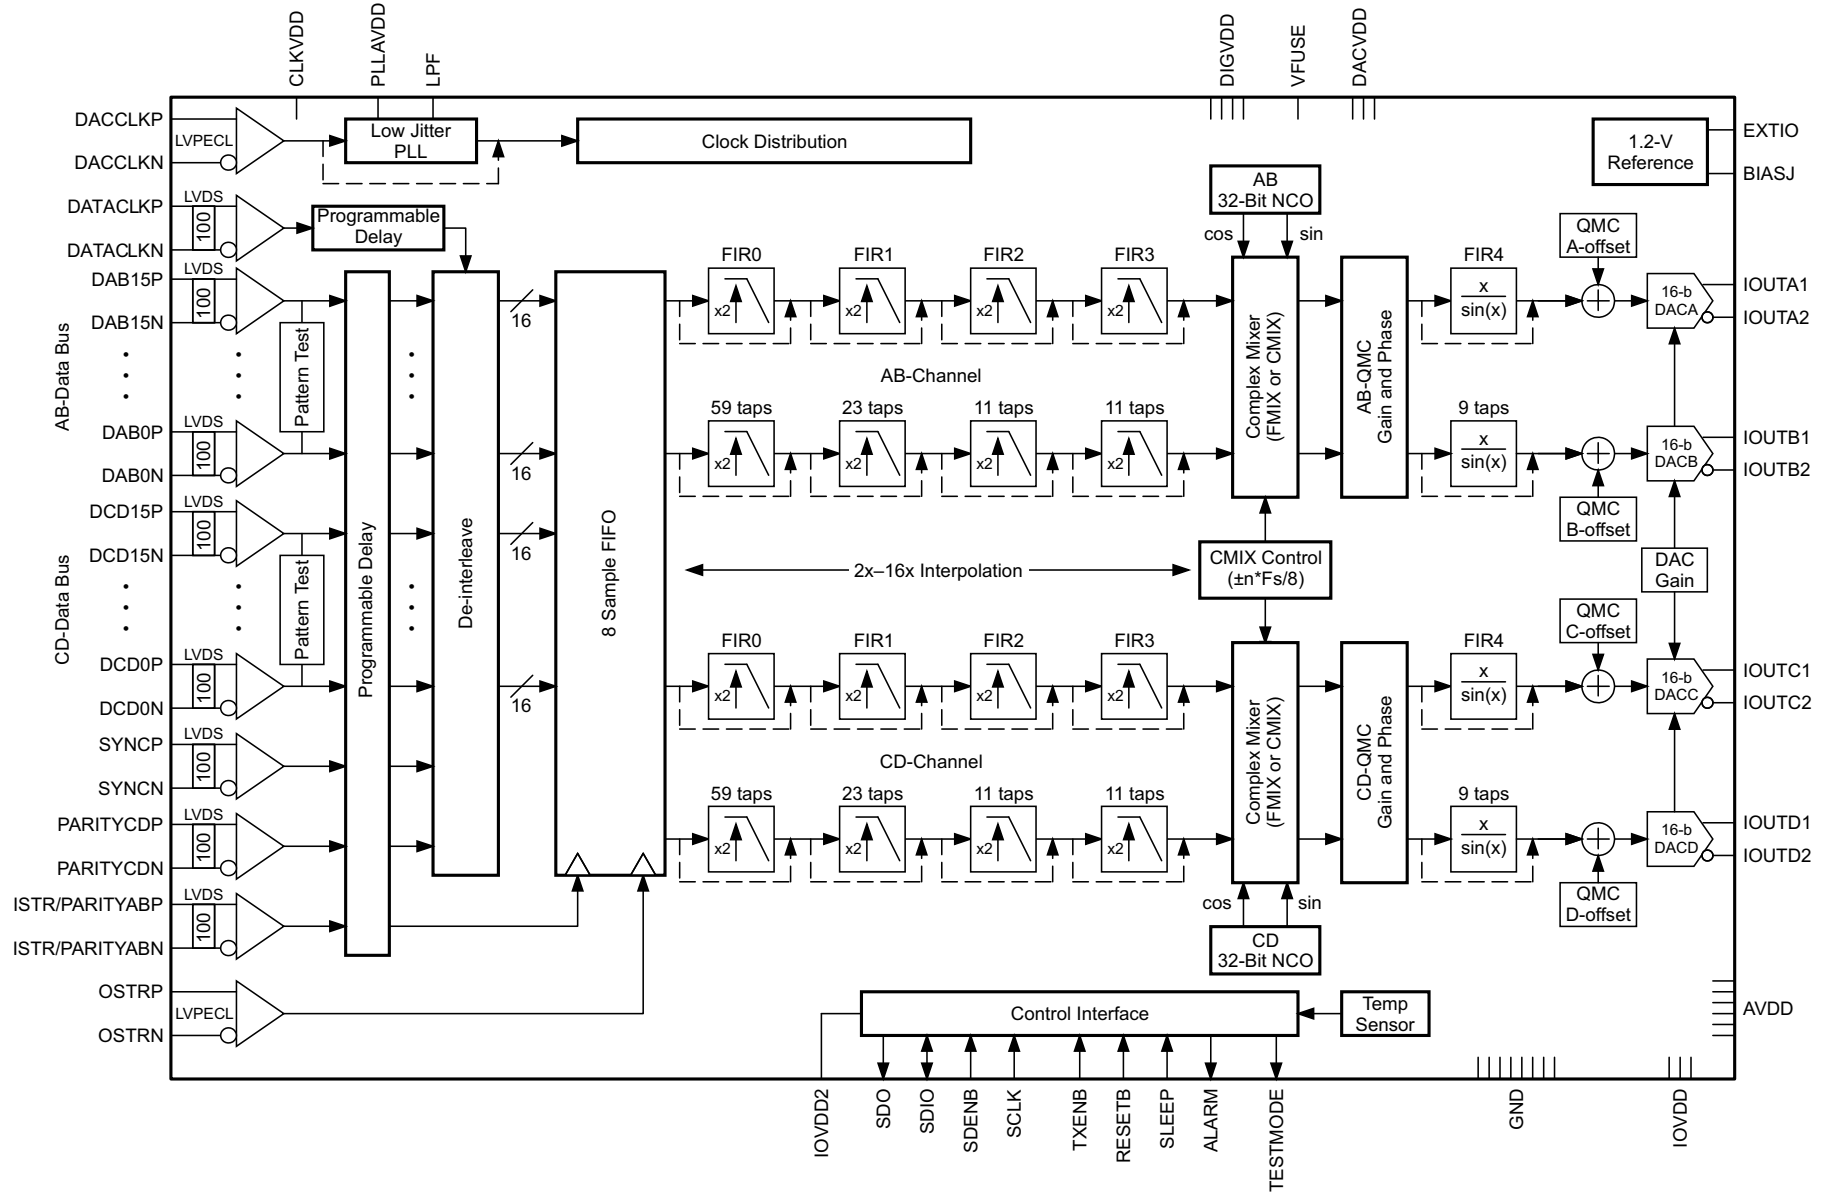 CLKVDD
PLLAVDD
LPF
DIGVDD
VFUSE
DACVDD
DACCLKP
LVPECL
DACCLKN
Low Jitter
PLL
Clock Distribution
1.2-V
Reference
EXTIO
BIASJ
AB
32-Bit NCO
cos
sin
DATACLKP
LVDS
100
DATACLKN
Programmable
Delay
QMC
A-offset
DAB15P
LVDS
100
DAB15N
Pattern Test
AB-Data Bus
16
FIR0
x2
FIR1
x2
FIR2
x2
FIR3
x2
FIR4
x
sin(x)
16-b
DACA
IOUTA1
IOUTA2
AB-Channel
Complex Mixer
(FMIX or CMIX)
AB-QMC
Gain and Phase
DAB0P
LVDS
100
DAB0N
16
59 taps
x2
23 taps
x2
11 taps
x2
11 taps
x2
9 taps
x
sin(x)
16-b
DACB
IOUTB1
IOUTB2
QMC
B-offset
DCD15P
LVDS
100
DCD15N
Pattern Test
CD-Data Bus
Programmable Delay
De-interleave
16
8 Sample FIFO
2x–16x Interpolation
CMIX Control
(±n*Fs/8)
DAC
Gain
QMC
C-offset
DCD0P
LVDS
100
DCD0N
16
FIR0
x2
FIR1
x2
FIR2
x2
FIR3
x2
FIR4
x
sin(x)
16-b
DACC
IOUTC1
IOUTC2
SYNCP
LVDS
100
SYNCN
CD-Channel
Complex Mixer
(FMIX or CMIX)
CD-QMC
Gain and Phase
PARITYCDP
LVDS
100
PARITYCDN
59 taps
x2
23 taps
x2
11 taps
x2
11 taps
x2
9 taps
x
sin(x)
16-b
DACD
IOUTD1
IOUTD2
QMC
D-offset
ISTR/PARITYABP
LVDS
100
ISTR/PARITYABN
cos
sin
CD
32-Bit NCO
OSTRP
LVPECL
OSTRN
Control Interface
Temp
Sensor
AVDD
IOVDD2
SDO
SDIO
SDENB
SCLK
TXENB
RESETB
SLEEP
ALARM
TESTMODE
GND
IOVDD